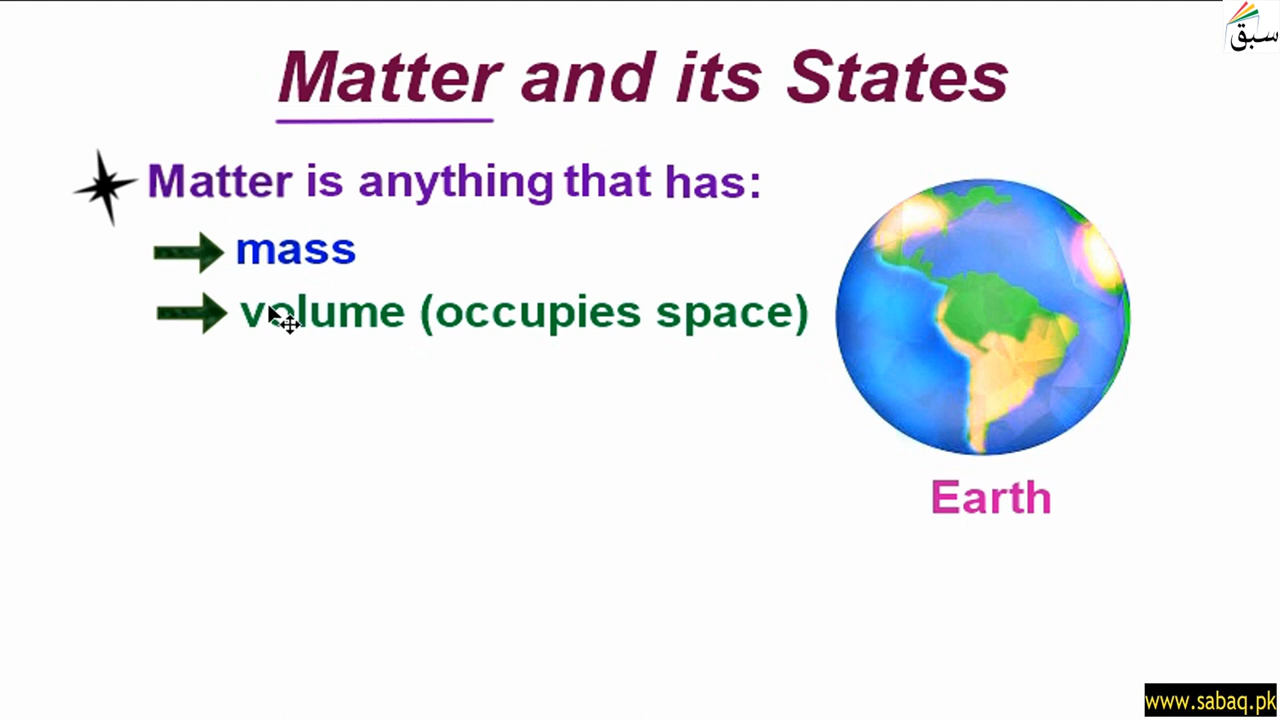 سبق
Matter and its States
Matter is anything that has:
mass
volume (occupies space)
Earth
www.sabaq.pk